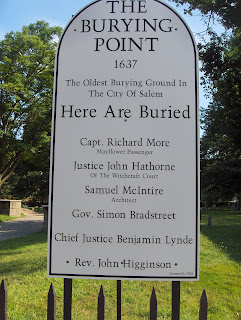 THE
• BURYING •
POINT
1637
The Oldest Burying Ground In
The City Of Salem
Here Are Buried
Capt. Richard More
Mayflower Passenger
Justice John Hathorne
Of The Witchcraft Court
Samuel McIntire
Architect
Gov. Simon Bradstreet
Chief Justice Benjamin Lynde
• Rev. John Higginson •